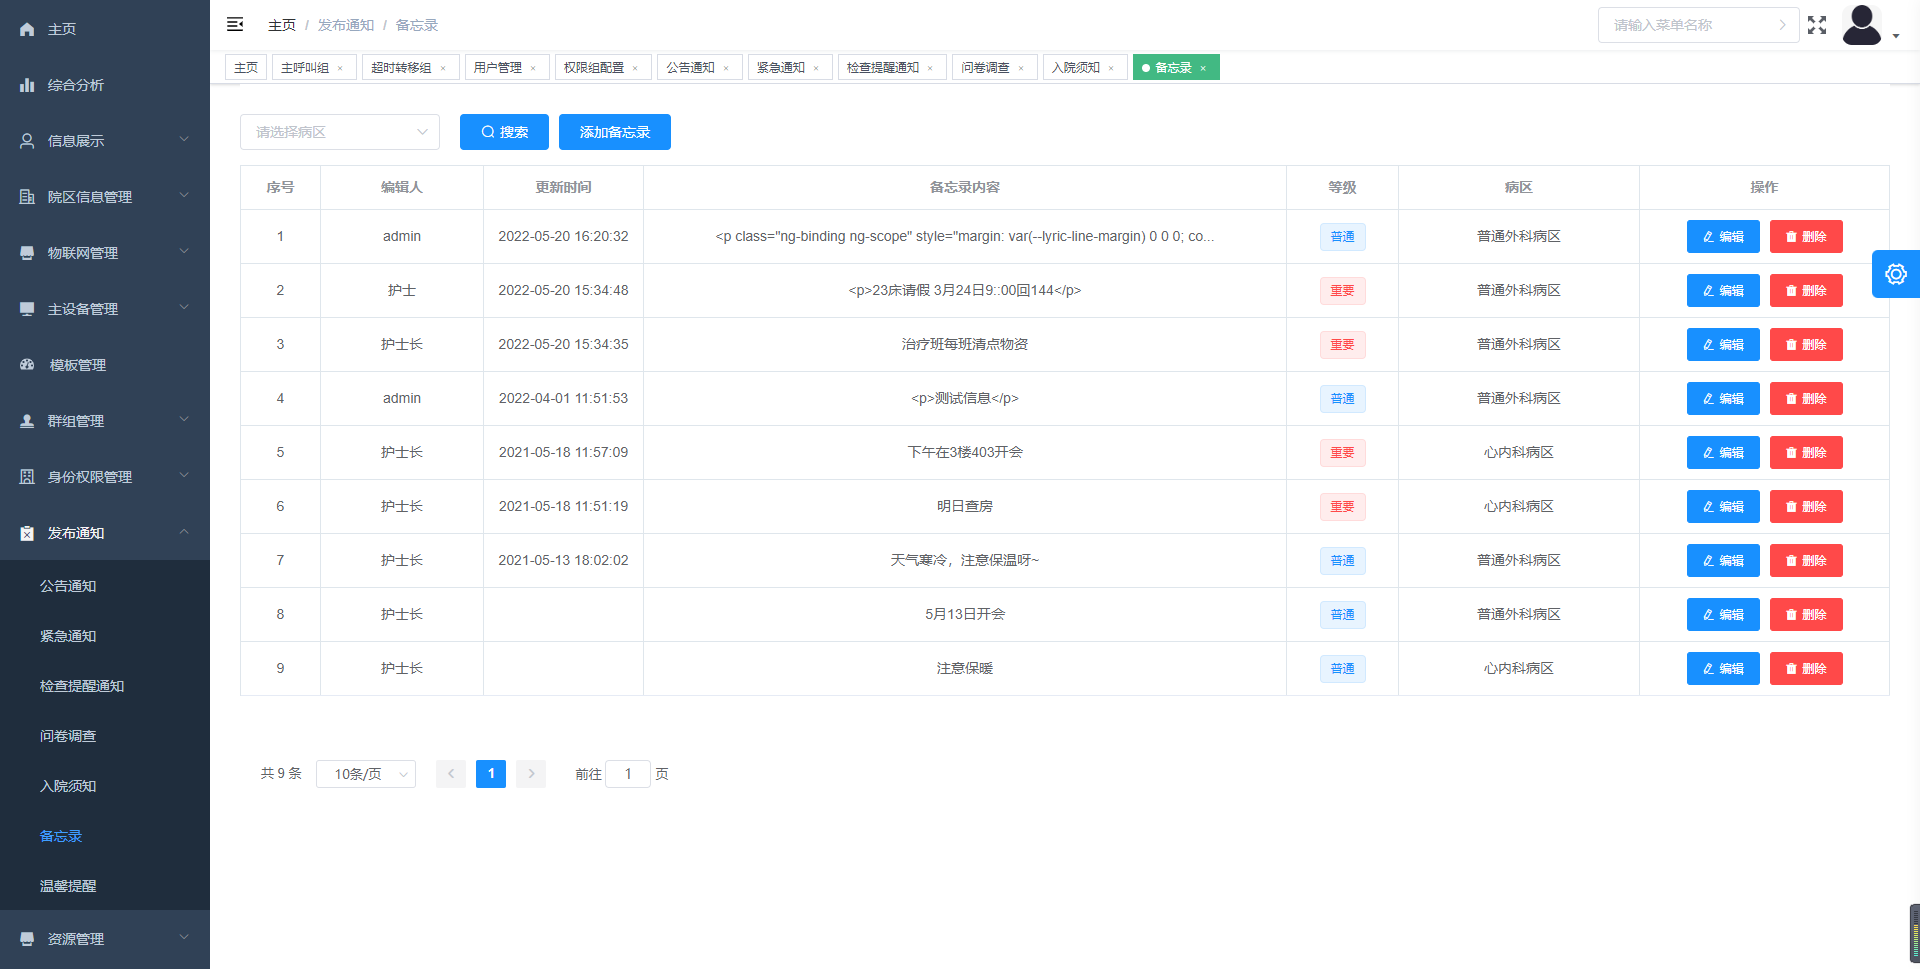 主页
综合分析
信息展示
院区信息管理
物联网管理
主设备管理
模板管理
群组管理
身份权限管理
发布通知
公告通知
紧急通知
检查提醒通知
问卷调查
入院须知
备忘录
温馨提醒
资源管理
主页 / 发布通知 / 备忘录
请输入菜单名称
主页 主呼叫组 × 超时转移组 × 用户管理 × 权限组配置 × 公告通知 × 紧急通知 × 检查提醒通知 × 问卷调查 × 入院须知 × 备忘录 ×
请选择病区 搜索 添加备忘录
序号 编辑人 更新时间 备忘录内容 等级 病区 操作
1 admin 2022-05-20 16:20:32 <p class="ng-binding ng-scope" style="margin: var(--lyric-line-margin) 0 0 0; co... 普通 普通外科病区 编辑 删除
2 护士 2022-05-20 15:34:48 <p>23床请假 3月24日9::00回144</p> 重要 普通外科病区 编辑 删除
3 护士长 2022-05-20 15:34:35 治疗班每班清点物资 重要 普通外科病区 编辑 删除
4 admin 2022-04-01 11:51:53 <p>测试信息</p> 普通 普通外科病区 编辑 删除
5 护士长 2021-05-18 11:57:09 下午在3楼403开会 重要 心内科病区 编辑 删除
6 护士长 2021-05-18 11:51:19 明日查房 重要 心内科病区 编辑 删除
7 护士长 2021-05-13 18:02:02 天气寒冷，注意保温呀~ 普通 普通外科病区 编辑 删除
8 护士长 5月13日开会 普通 普通外科病区 编辑 删除
9 护士长 注意保暖 普通 心内科病区 编辑 删除
共 9 条 10条/页 1 前往 1 页